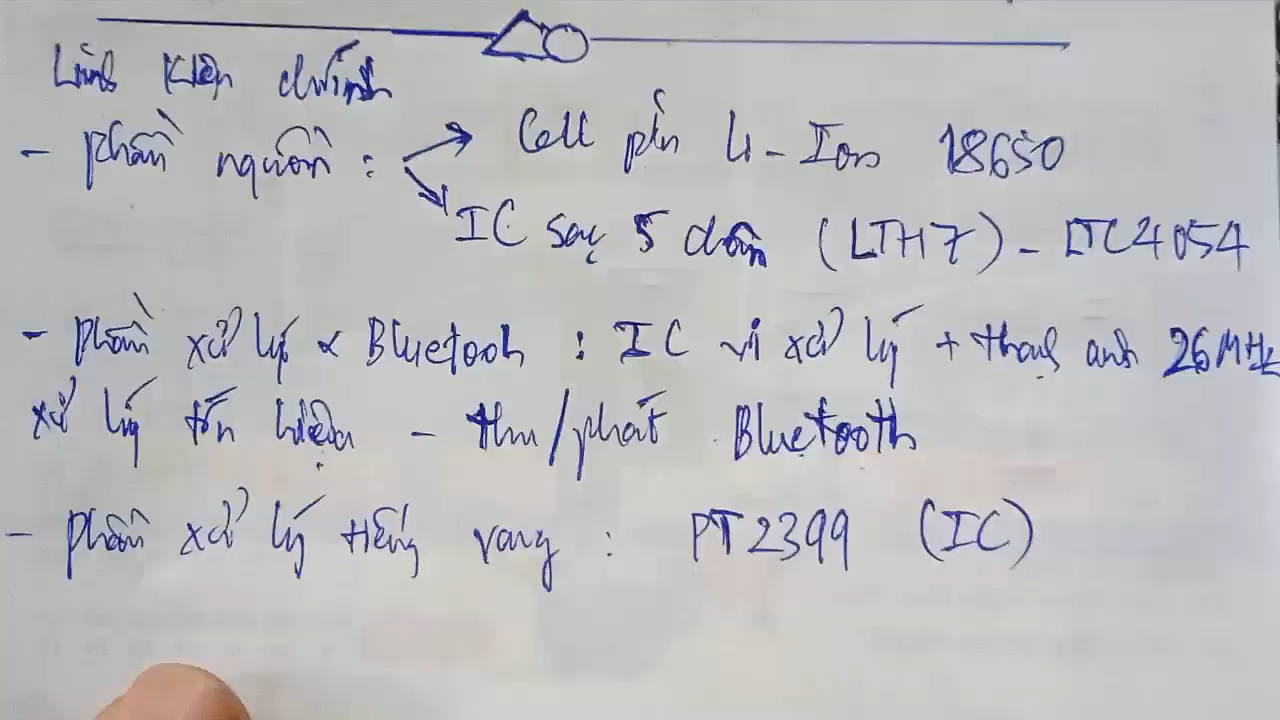 Linh kiện chính
- phần nguồn : Cell pin Li-Ion 18650
IC sạc 5 chân (LTH7) - LTC4054
- phần xử lý & Bluetooh : IC vi xử lý + thạch anh 26MHz
xử lý tín hiệu - thu/phát Bluetooth
- phần xử lý tiếng vang : PT2399 (IC)